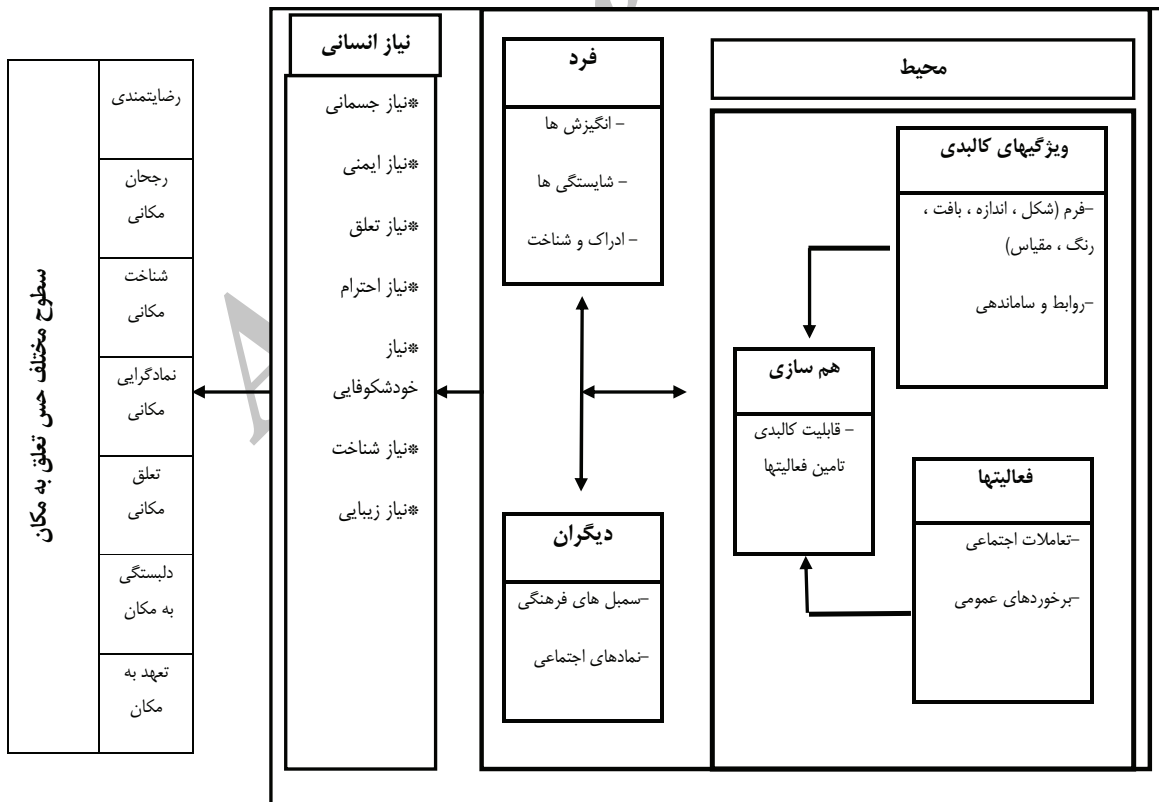 محیط
ویژگیهای کالبدی
–فرم (شکل ، اندازه ، بافت ،
رنگ ، مقیاس)
–روابط و ساماندهی
هم سازی
– قابلیت کالبدی
تامین فعالیتها
فعالیتها
–تعاملات اجتماعی
–برخوردهای عمومی
فرد
– انگیزش ها
– شایستگی ها
– ادراک و شناخت
دیگران
–سمبل های فرهنگی
–نمادهای اجتماعی
نیاز انسانی
*نیاز جسمانی
*نیاز ایمنی
*نیاز تعلق
*نیاز احترام
*نیاز
خودشکوفایی
*نیاز شناخت
*نیاز زیبایی
رضایتمندی
رجحان
مکانی
شناخت
مکانی
نمادگرایی
مکانی
تعلق
مکانی
دلبستگی
به مکان
تعهد به
مکان
سطوح مختلف حس تعلق به مکان